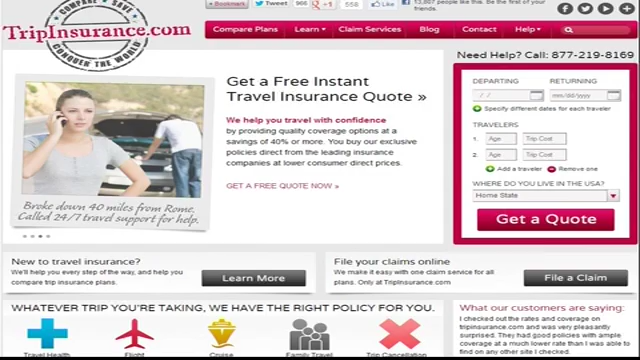 Bookmark Tweet 966 +1 558 Like 13,807 people like this. Be the first of your friends.
COMPARE SAVE
TripInsurance.com
CONQUER THE WORLD
Compare Plans Learn Claim Services Blog Contact Help
Need Help? Call: 877-219-8169
Get a Free Instant
Travel Insurance Quote »
We help you travel with confidence
by providing quality coverage options at a
savings of 40% or more. You buy our exclusive
policies direct from the leading insurance
companies at lower consumer direct prices.
GET A FREE QUOTE NOW »
Broke down 40 miles from Rome.
Called 24/7 travel support for help.
DEPARTING RETURNING
/ / mm/dd/yyyy
Specify different dates for each traveler
TRAVELERS
1. Age Trip Cost
2. Age Trip Cost
Add a traveler Remove one
WHERE DO YOU LIVE IN THE USA?
Home State
Get a Quote
New to travel insurance?
We'll help you every step of the way, and help you
compare trip insurance plans.
Learn More
File your claims online
We make it easy with one claim service for all
plans. Only at TripInsurance.com
File a Claim
WHATEVER TRIP YOU'RE TAKING, WE HAVE THE RIGHT POLICY FOR YOU.
Travel Health Flight Cruise Family Travel Trip Cancellation
What our customers are saying:
I checked out the rates and coverage on
tripinsurance.com and was very pleasantly
surprised. They had good policies with ample
coverage at a much lower rate than I was able to
find on any other site I checked.